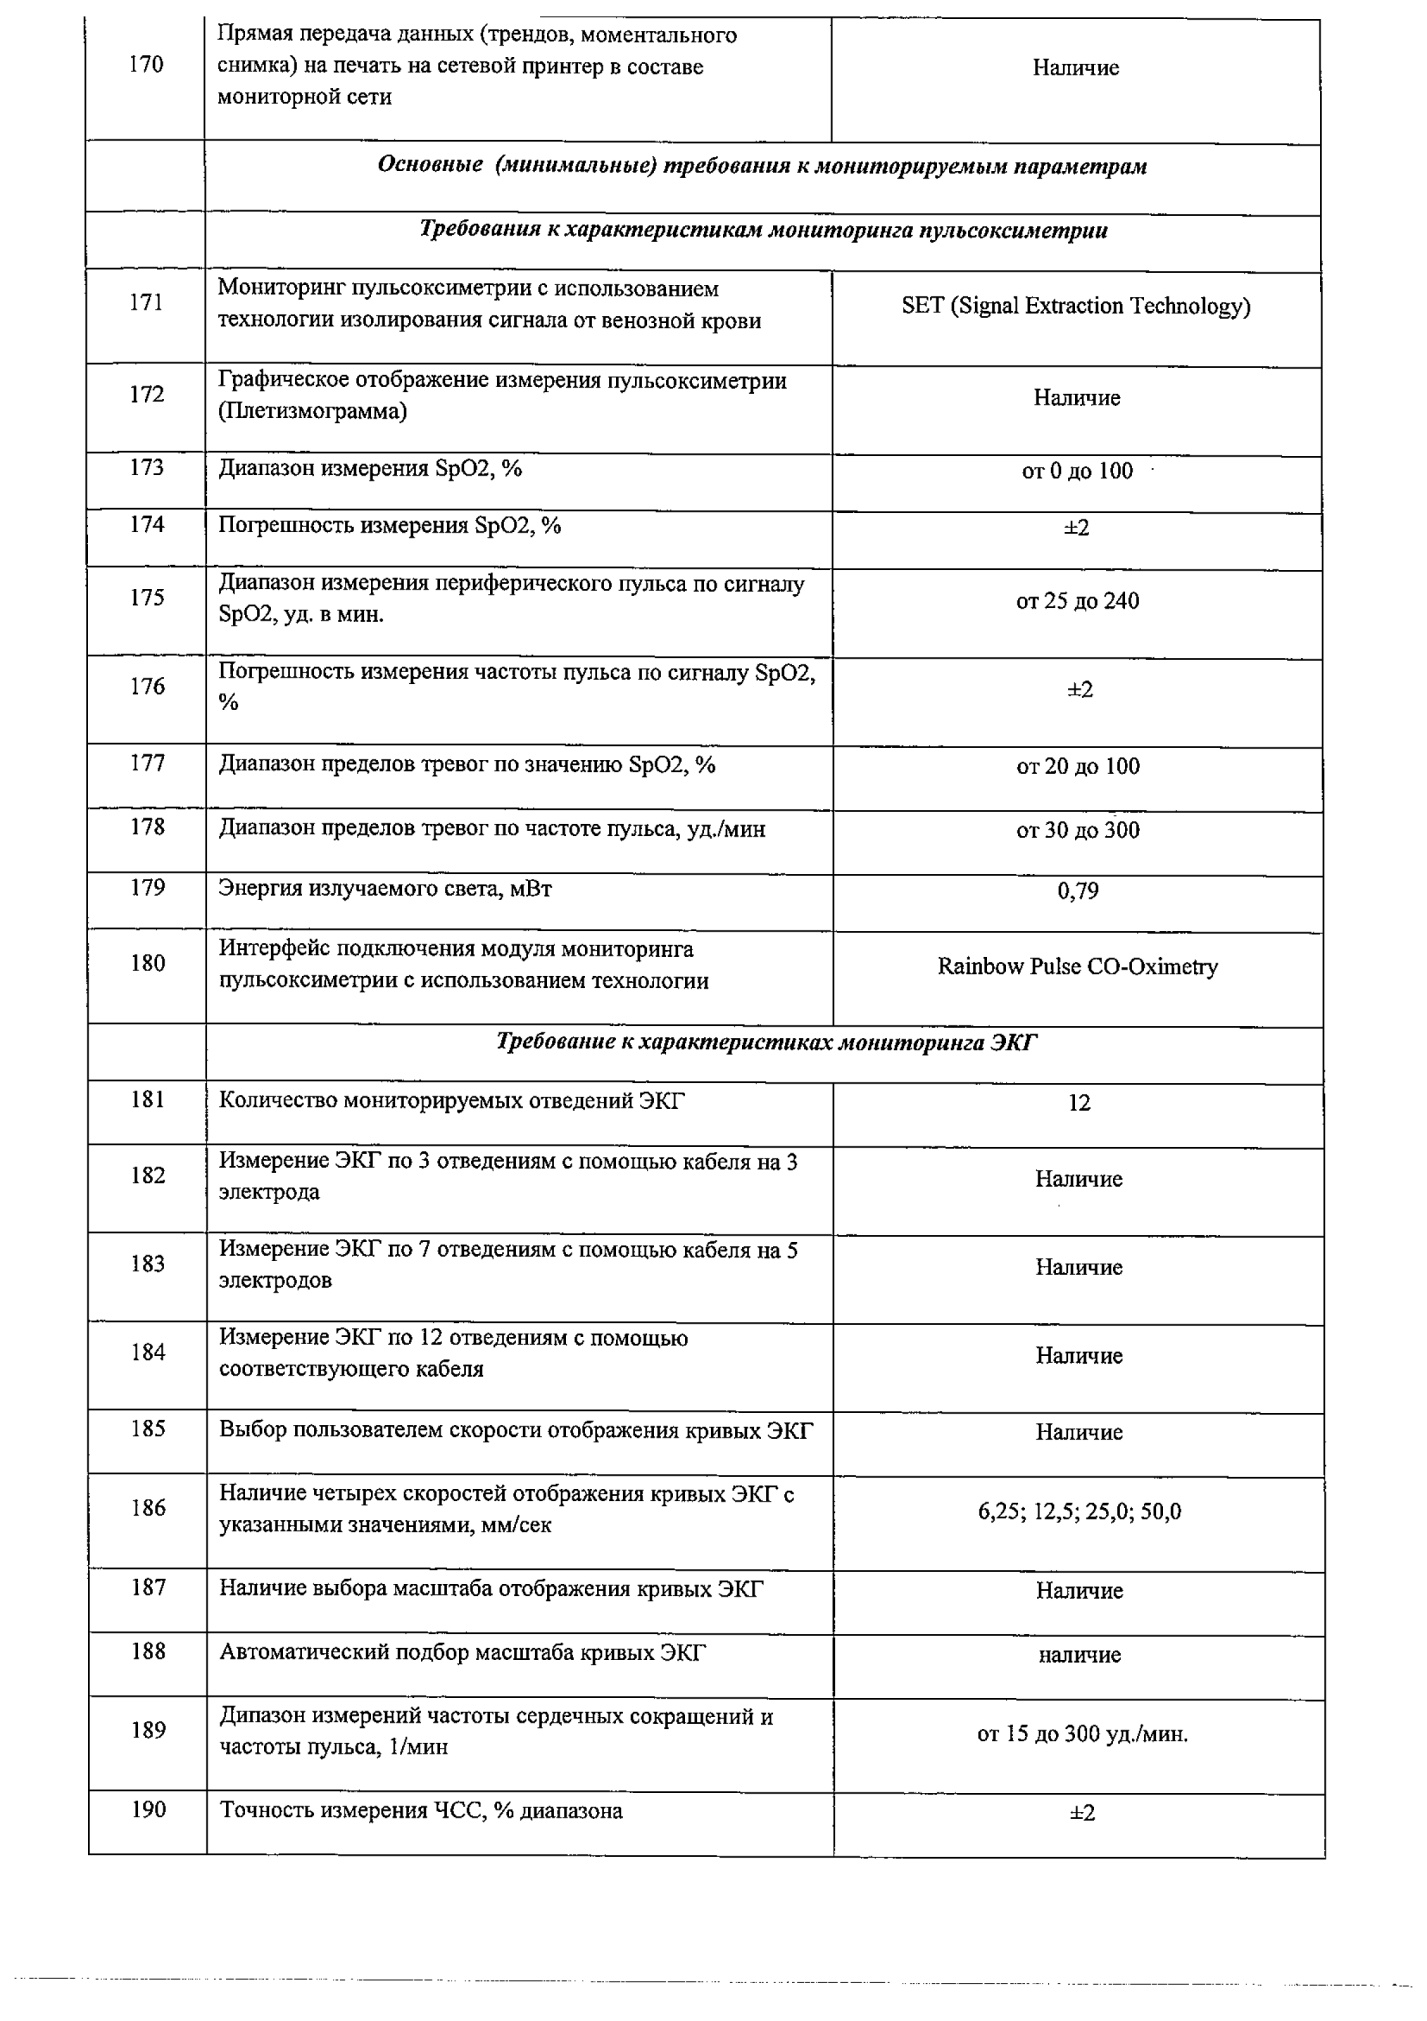 170
Прямая передача данных (трендов, моментального
снимка) на печать на сетевой принтер в составе
мониторной сети
Наличие
Основные (минимальные) требования к мониторируемым параметрам
Требования к характеристикам мониторинга пульсоксиметрии
171
Мониторинг пульсоксиметрии с использованием
технологии изолирования сигнала от венозной крови
SET (Signal Extraction Technology)
172
Графическое отображение измерения пульсоксиметрии
(Плетизмограмма)
Наличие
173
Диапазон измерения SpO2, %
от 0 до 100
174
Погрешность измерения SpO2, %
±2
175
Диапазон измерения периферического пульса по сигналу
SpO2, уд. в мин.
от 25 до 240
176
Погрешность измерения частоты пульса по сигналу SpO2,
%
±2
177
Диапазон пределов тревог по значению SpO2, %
от 20 до 100
178
Диапазон пределов тревог по частоте пульса, уд./мин
от 30 до 300
179
Энергия излучаемого света, мВт
0,79
180
Интерфейс подключения модуля мониторинга
пульсоксиметрии с использованием технологии
Rainbow Pulse CO-Oximetry
Требование к характеристиках мониторинга ЭКГ
181
Количество мониторируемых отведений ЭКГ
12
182
Измерение ЭКГ по 3 отведениям с помощью кабеля на 3
электрода
Наличие
183
Измерение ЭКГ по 7 отведениям с помощью кабеля на 5
электродов
Наличие
184
Измерение ЭКГ по 12 отведениям с помощью
соответствующего кабеля
Наличие
185
Выбор пользователем скорости отображения кривых ЭКГ
Наличие
186
Наличие четырех скоростей отображения кривых ЭКГ с
указанными значениями, мм/сек
6,25; 12,5; 25,0; 50,0
187
Наличие выбора масштаба отображения кривых ЭКГ
Наличие
188
Автоматический подбор масштаба кривых ЭКГ
наличие
189
Дипазон измерений частоты сердечных сокращений и
частоты пульса, 1/мин
от 15 до 300 уд./мин.
190
Точность измерения ЧСС, % диапазона
±2